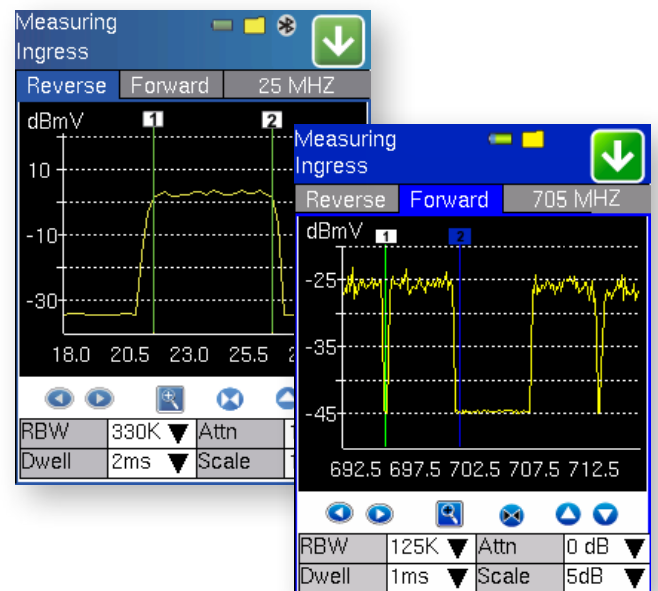 Measuring
Ingress
Reverse Forward 25 MHZ
dBmV 1 2
10
-10
-30
18.0 20.5 23.0 25.5
RBW 330K Attn
Dwell 2ms Scale
Measuring
Ingress
Reverse Forward 705 MHZ
dBmV 1 2
-25
-35
-45
692.5 697.5 702.5 707.5 712.5
RBW 125K Attn 0 dB
Dwell 1ms Scale 5dB